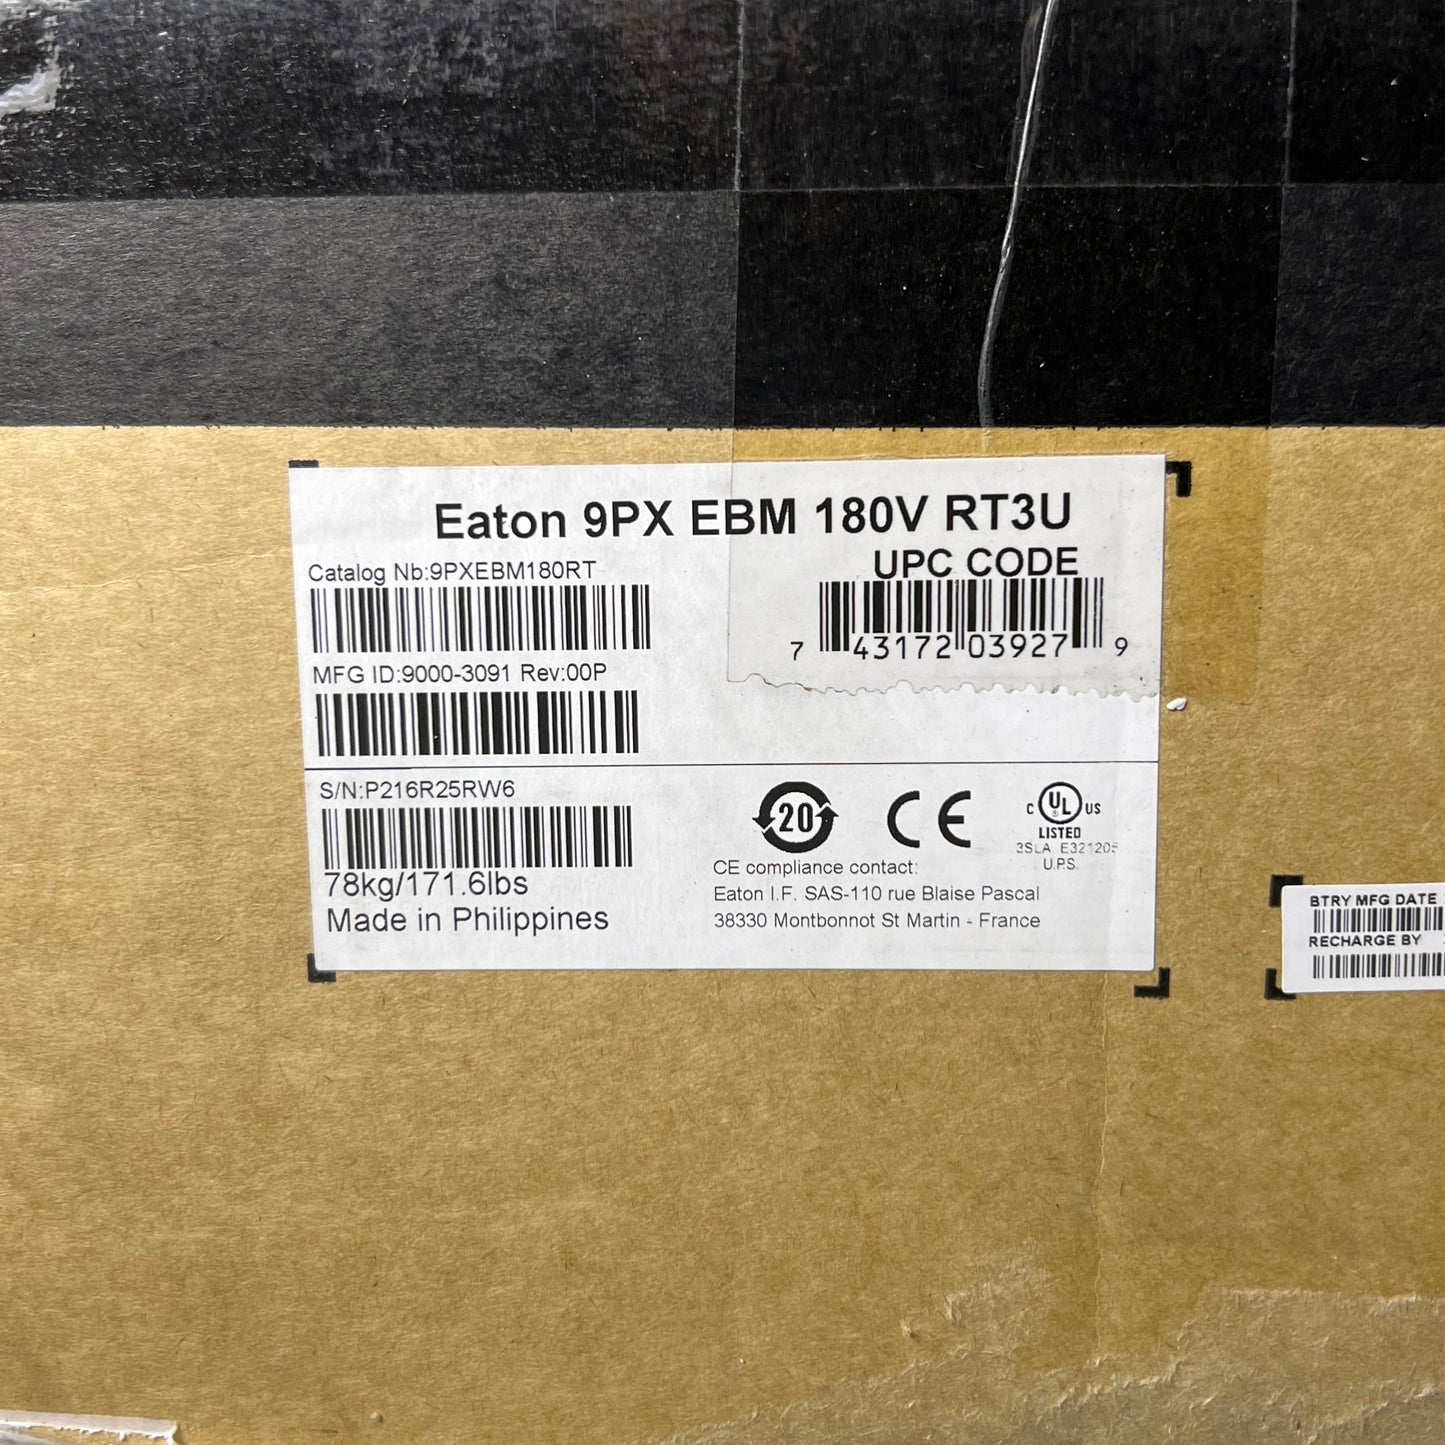 Eaton 9PX EBM 180V RT3U
Catalog Nb:9PXEBM180RT
UPC CODE
7 43172 03927 9
MFG ID:9000-3091 Rev:00P
S/N:P216R25RW6
78kg/171.6lbs
Made in Philippines
20
CE
C UL US
LISTED
3SLA E321205
U.P.S.
CE compliance contact:
Eaton I.F. SAS-110 rue Blaise Pascal
38330 Montbonnot St Martin - France
BTRY MFG DATE
RECHARGE BY